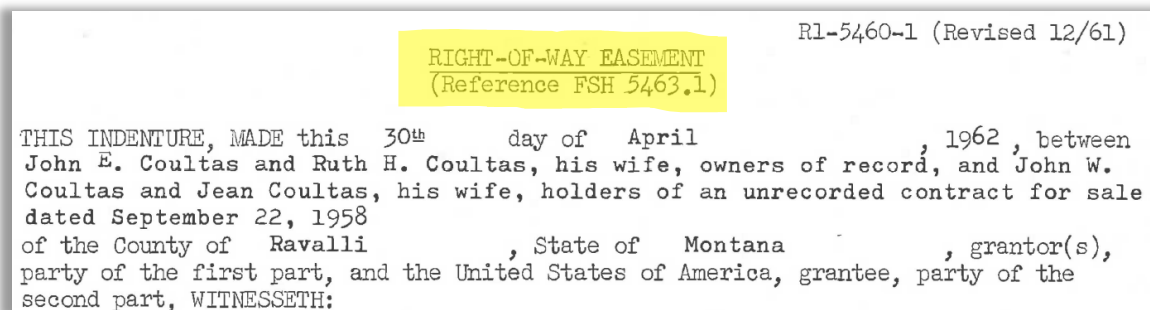 R1-5460-1 (Revised 12/61)
RIGHT-OF-WAY EASEMENT
(Reference FSH 5463.1)
THIS INDENTURE, MADE this 30th day of April , 1962 , between
John E. Coultas and Ruth H. Coultas, his wife, owners of record, and John W.
Coultas and Jean Coultas, his wife, holders of an unrecorded contract for sale
dated September 22, 1958
of the County of Ravalli , State of Montana , grantor(s),
party of the first part, and the United States of America, grantee, party of the
second part, WITNESSETH: